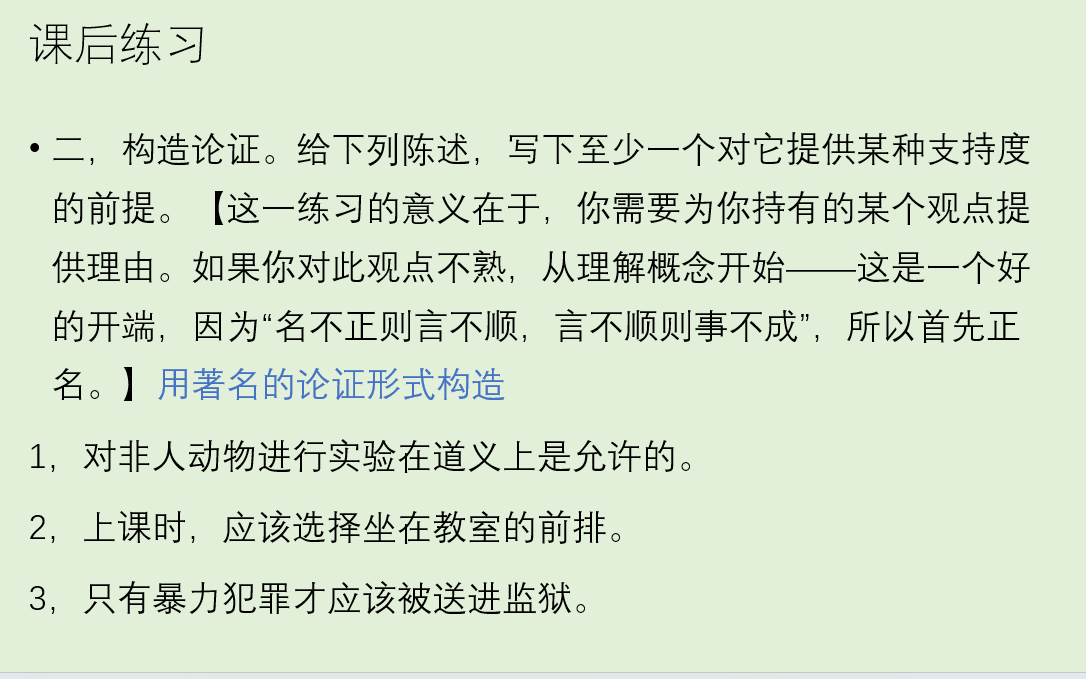 课后练习
• 二，构造论证。给下列陈述，写下至少一个对它提供某种支持度
的前提。【这一练习的意义在于，你需要为你持有的某个观点提
供理由。如果你对此观点不熟，从理解概念开始——这是一个好
的开端，因为“名不正则言不顺，言不顺则事不成”，所以首先正
名。】用著名的论证形式构造
1，对非人动物进行实验在道义上是允许的。
2，上课时，应该选择坐在教室的前排。
3，只有暴力犯罪才应该被送进监狱。